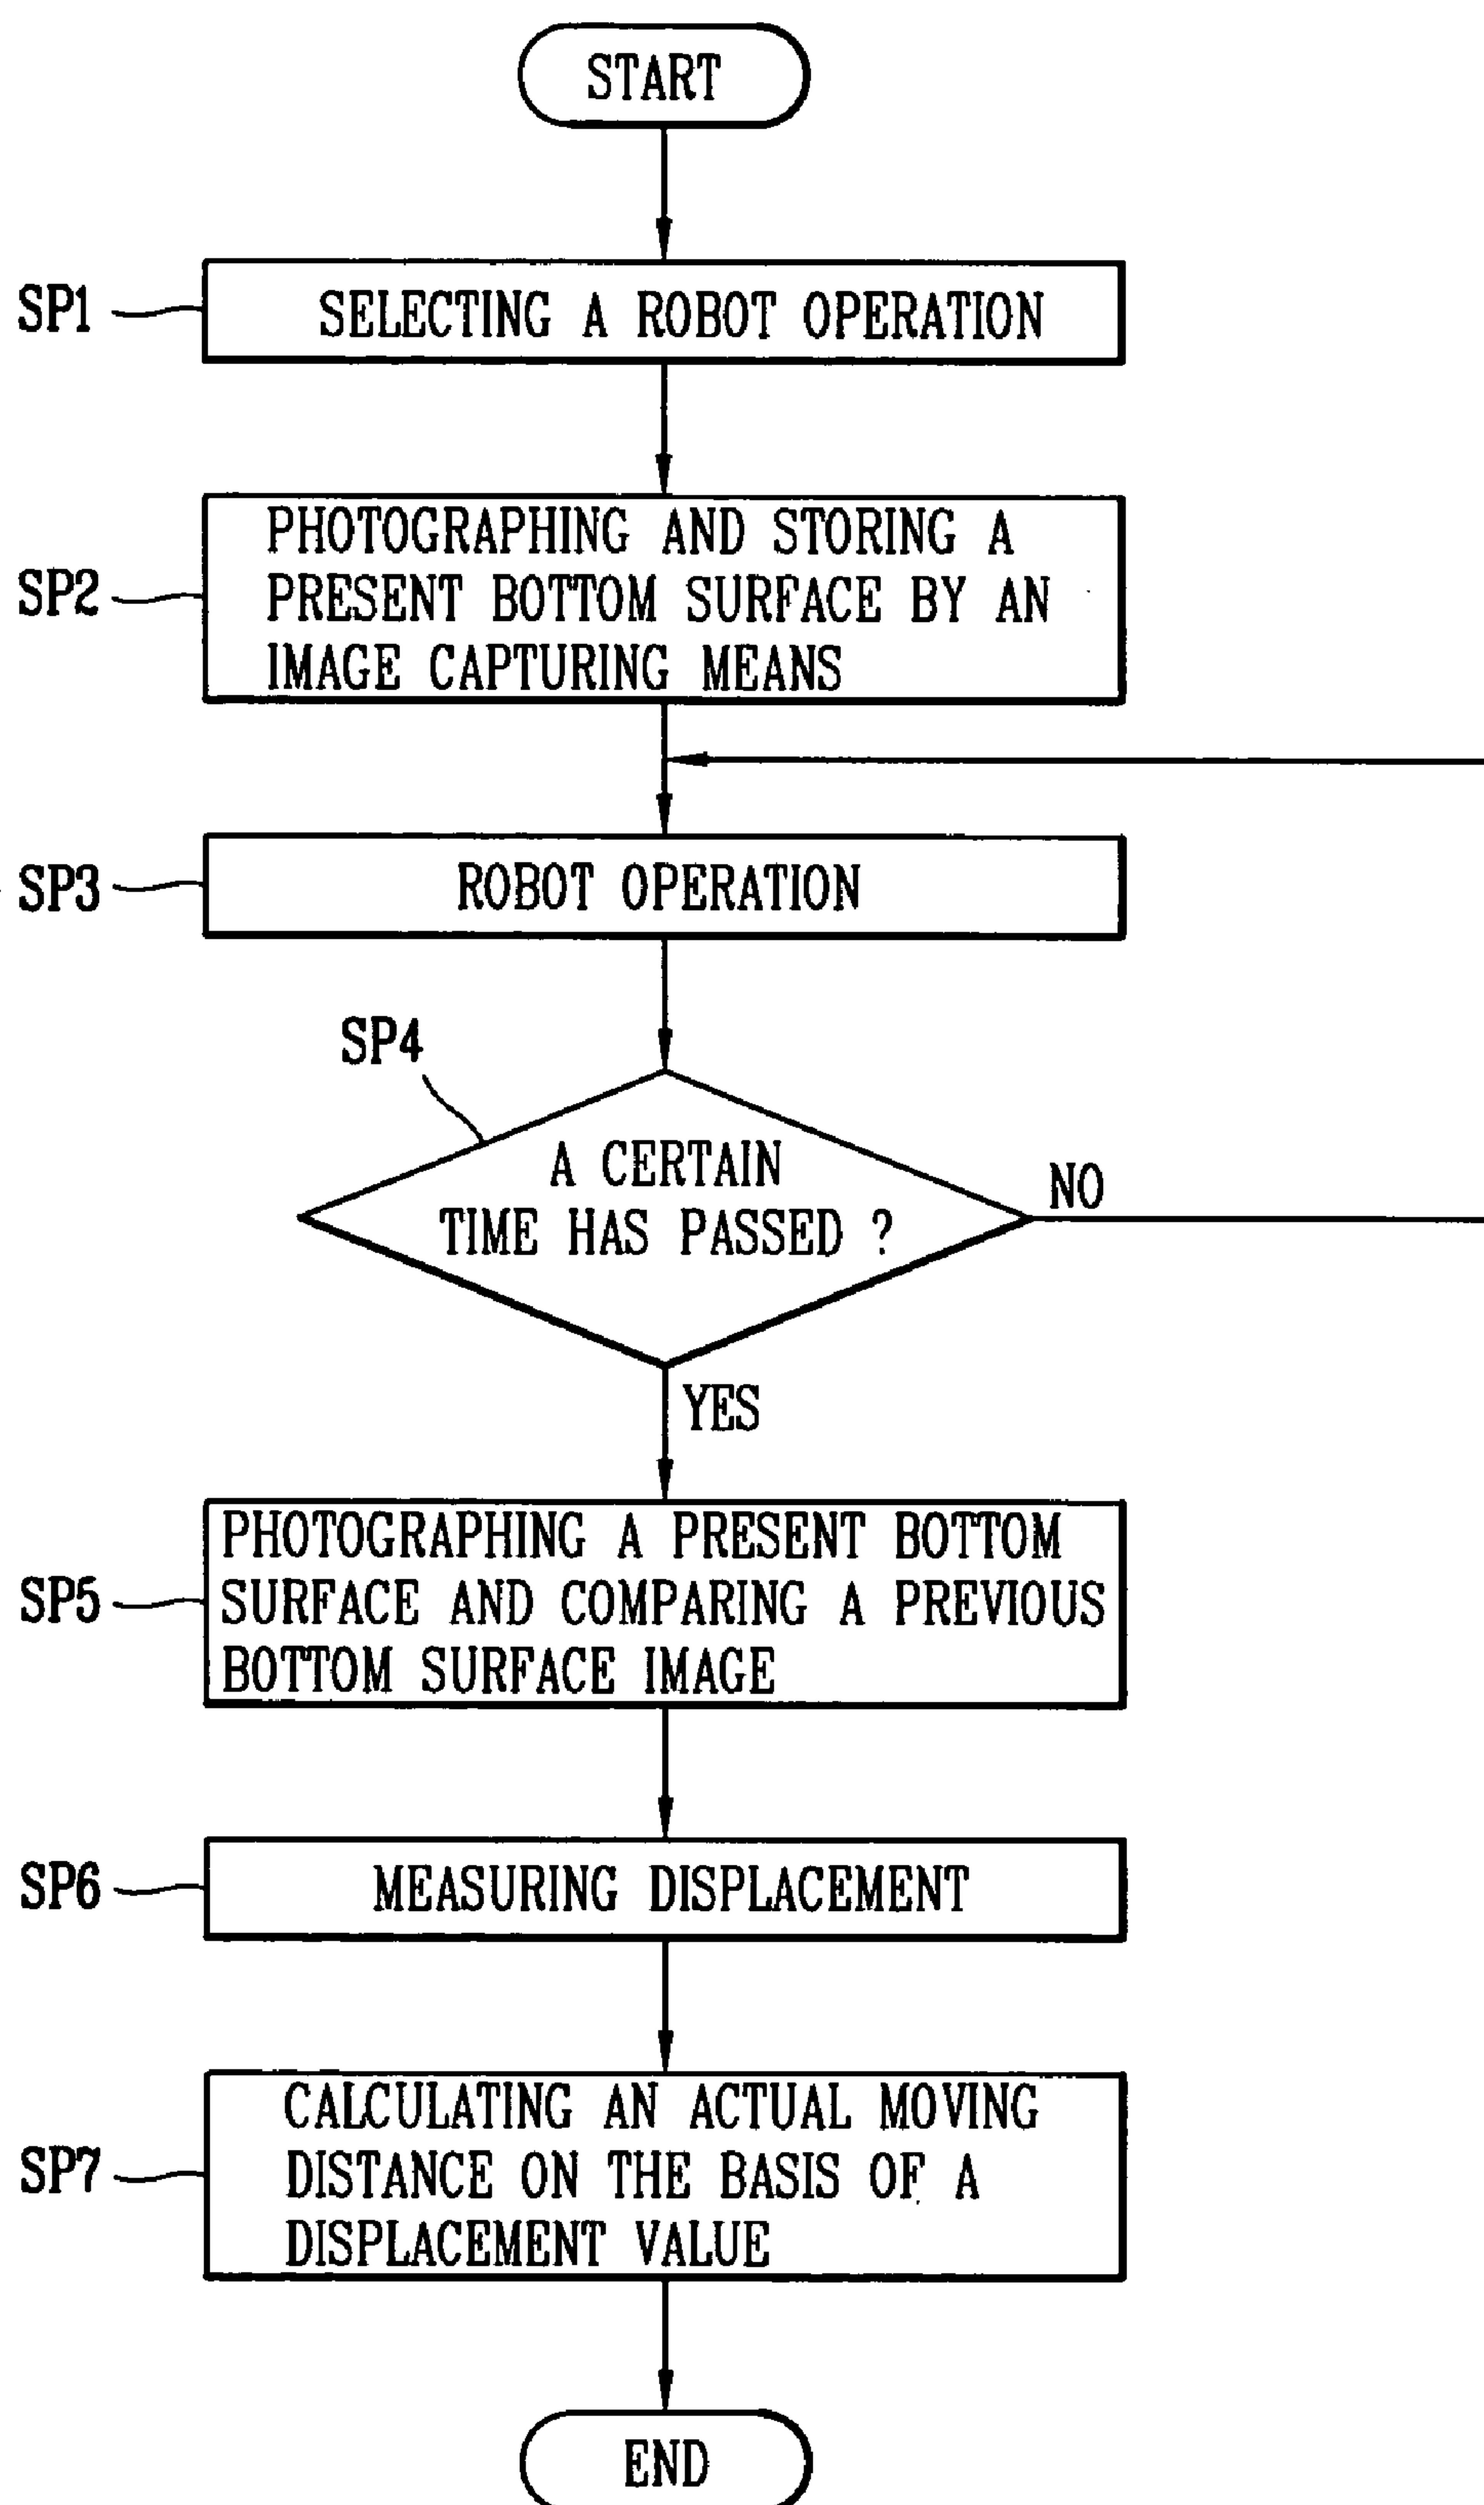 START
SP1
SELECTING A ROBOT OPERATION
SP2
PHOTOGRAPHING AND STORING A
PRESENT BOTTOM SURFACE BY AN
IMAGE CAPTURING MEANS
SP3
ROBOT OPERATION
SP4
A CERTAIN
TIME HAS PASSED ?
NO
YES
SP5
PHOTOGRAPHING A PRESENT BOTTOM
SURFACE AND COMPARING A PREVIOUS
BOTTOM SURFACE IMAGE
SP6
MEASURING DISPLACEMENT
SP7
CALCULATING AN ACTUAL MOVING
DISTANCE ON THE BASIS OF A
DISPLACEMENT VALUE
END